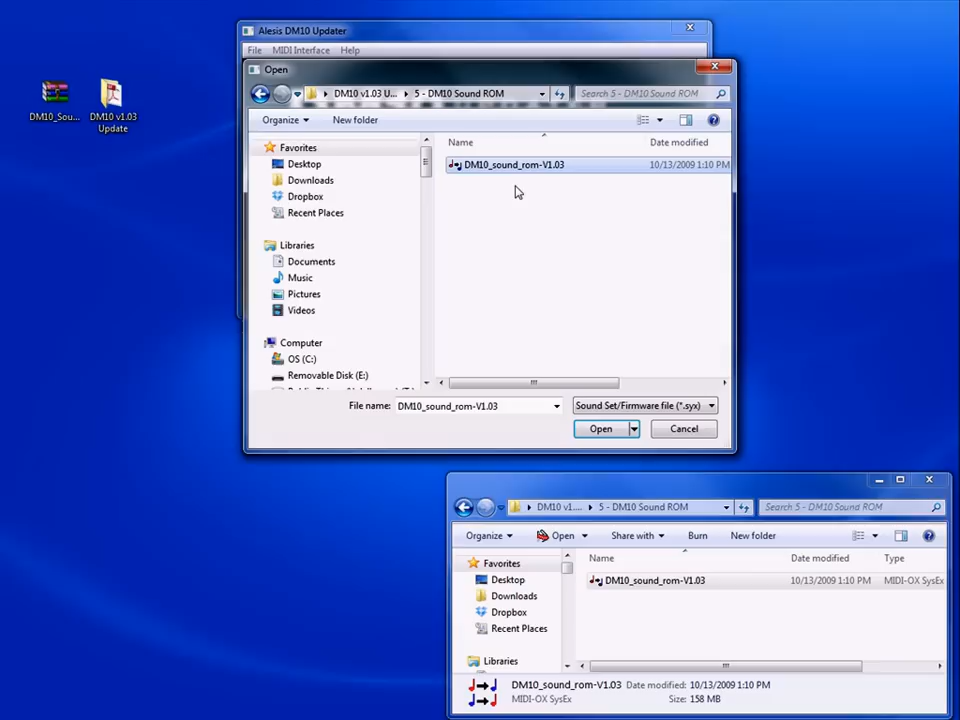 DM10_Sou...
DM10 v1.03
Update
Alesis DM10 Updater
File MIDI Interface Help
Open
DM10 v1.03 U... 5 - DM10 Sound ROM Search 5 - DM10 Sound ROM
Organize New folder
Name Date modified
Favorites
DM10_sound_rom-V1.03 10/13/2009 1:10 PM
Desktop
Downloads
Dropbox
Recent Places
Libraries
Documents
Music
Pictures
Videos
Computer
OS (C:)
Removable Disk (E:)
File name: DM10_sound_rom-V1.03 Sound Set/Firmware file (*.syx)
Open Cancel
DM10 v1.... 5 - DM10 Sound ROM Search 5 - DM10 Sound ROM
Organize Open Share with Burn New folder
Name Date modified Type
Favorites
DM10_sound_rom-V1.03 10/13/2009 1:10 PM MIDI-OX SysEx
Desktop
Downloads
Dropbox
Recent Places
Libraries
DM10_sound_rom-V1.03 Date modified: 10/13/2009 1:10 PM
MIDI-OX SysEx Size: 158 MB